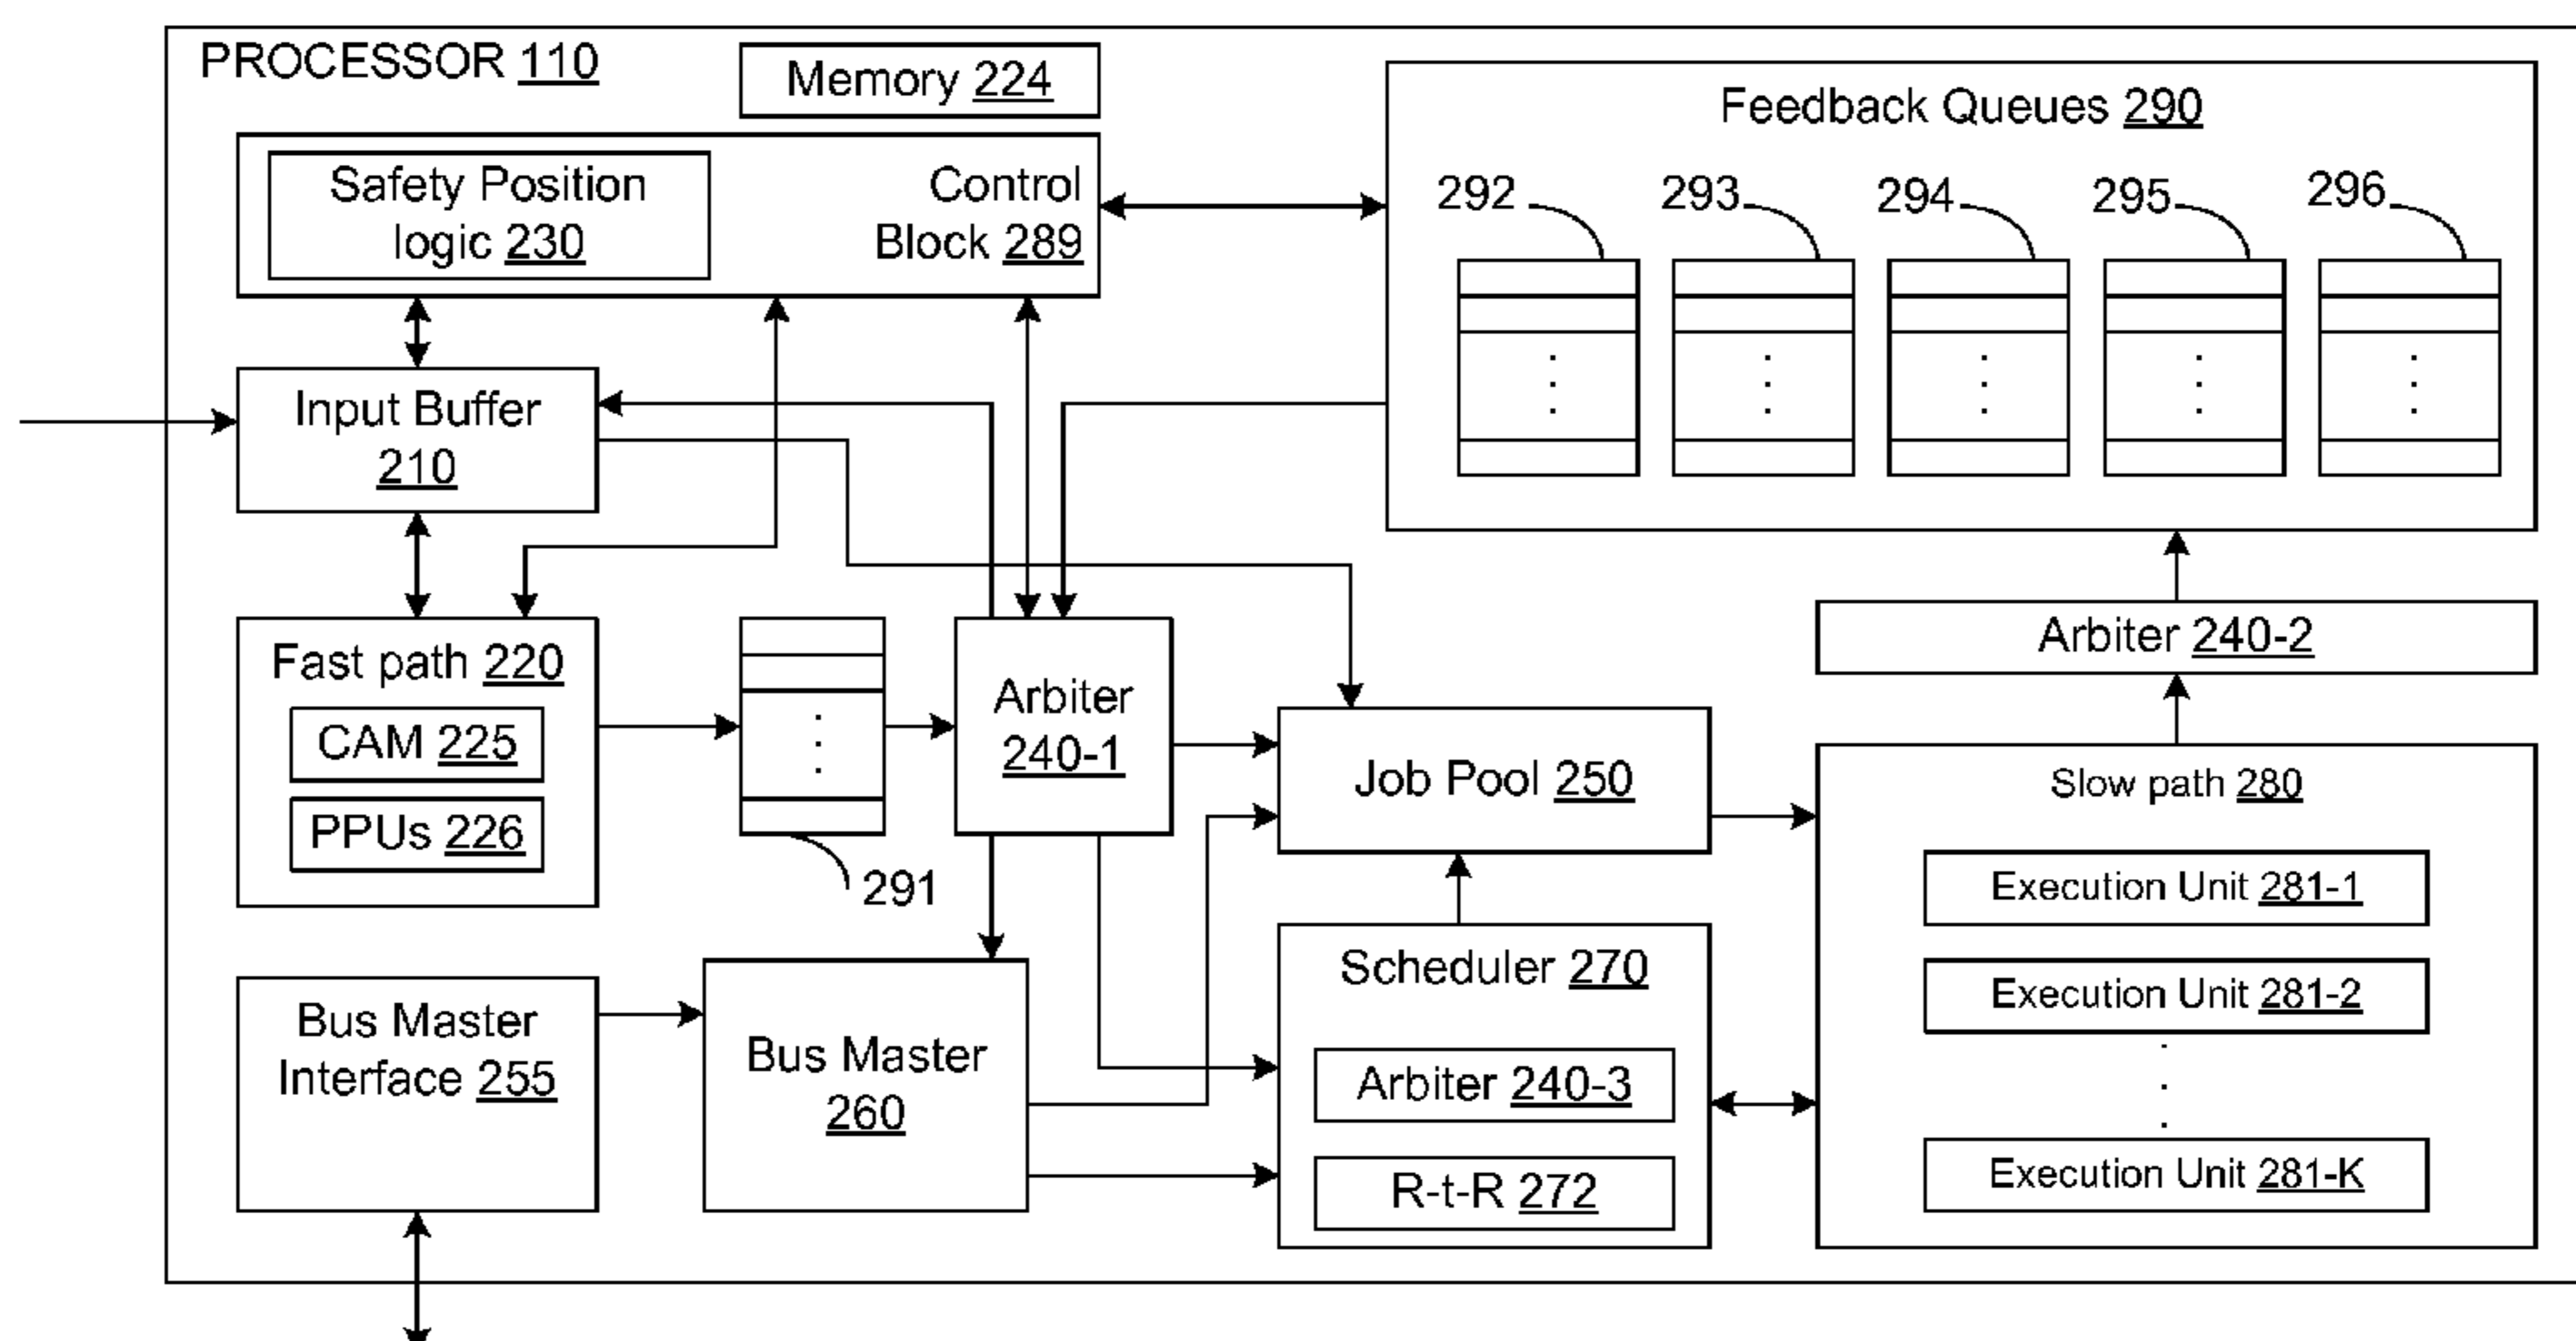 PROCESSOR 110
Memory 224
Safety Position
logic 230
Control
Block 289
Feedback Queues 290
292
293
294
295
296
Input Buffer
210
Fast path 220
CAM 225
PPUs 226
291
Arbiter
240-1
Arbiter 240-2
Job Pool 250
Slow path 280
Execution Unit 281-1
Execution Unit 281-2
Execution Unit 281-K
Bus Master
Interface 255
Bus Master
260
Scheduler 270
Arbiter 240-3
R-t-R 272